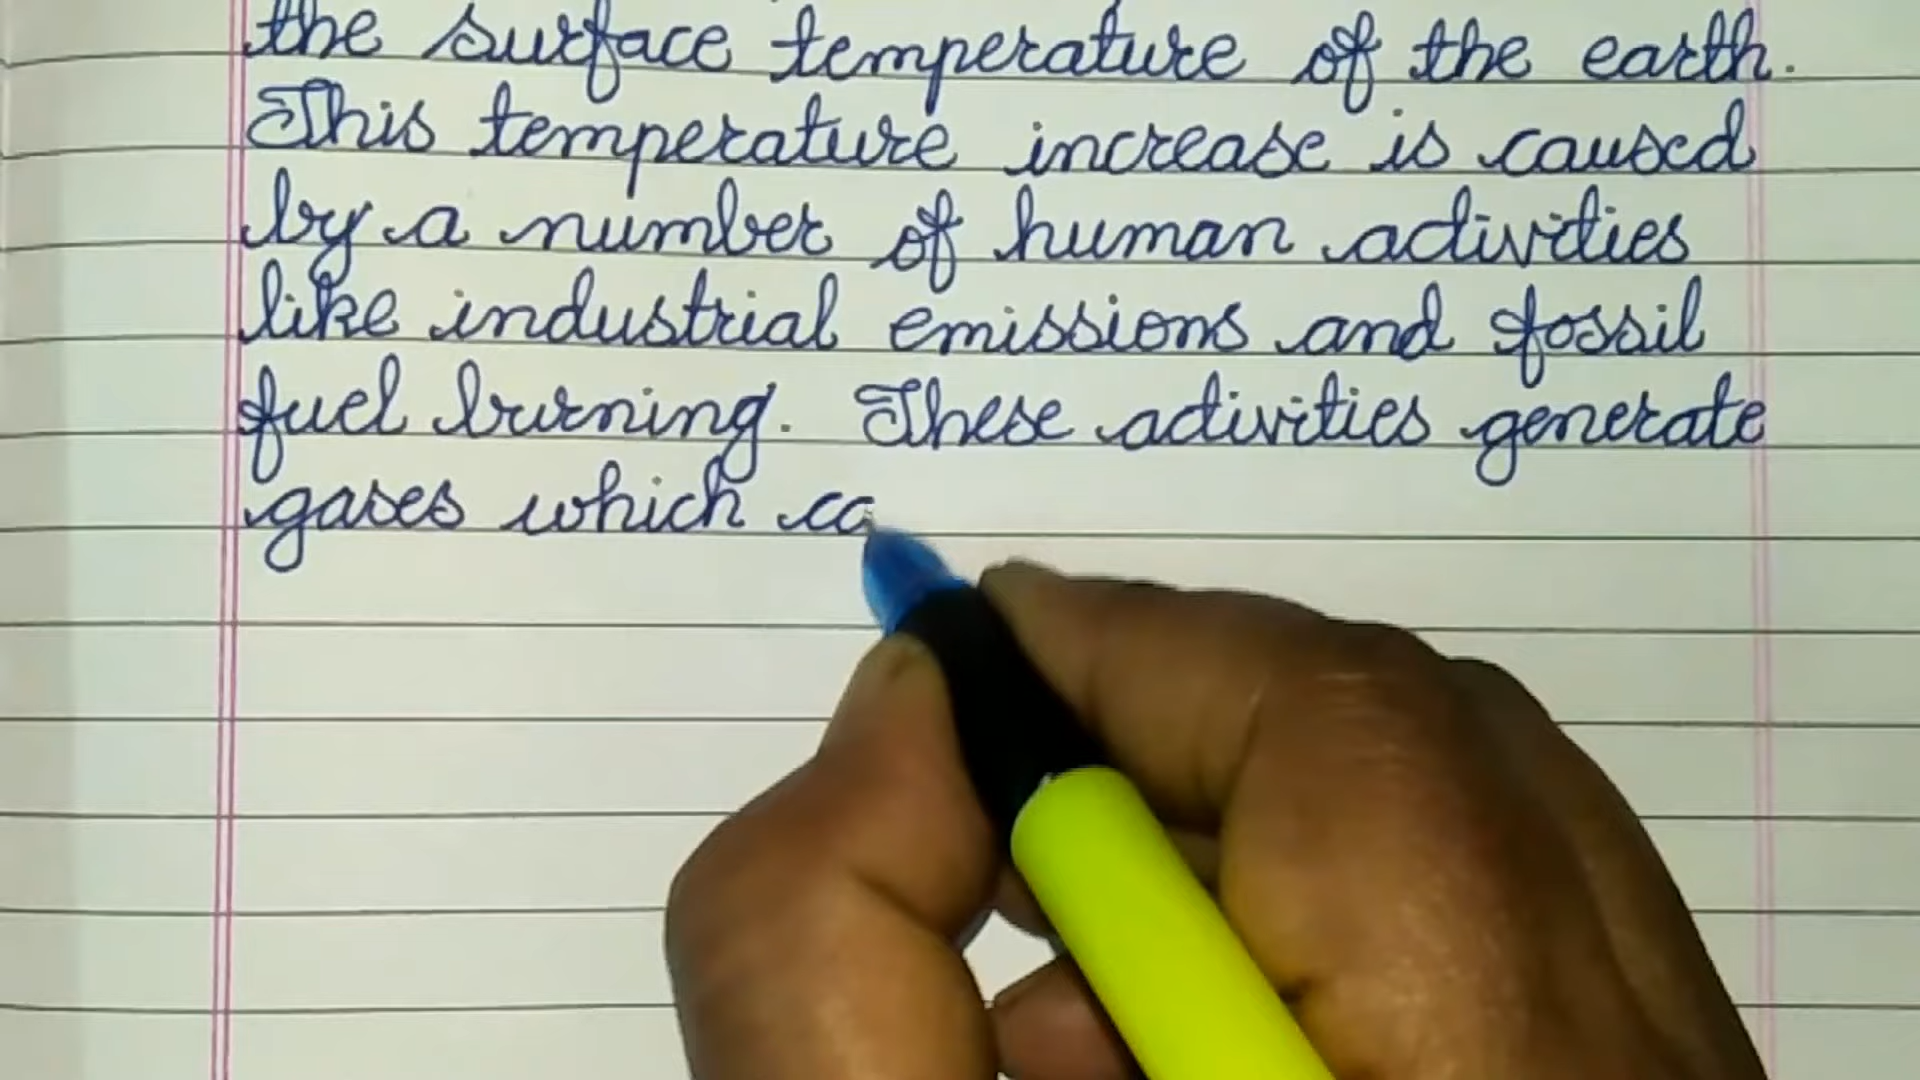 the surface temperature of the earth.
This temperature increase is caused
by a number of human activities
like industrial emissions and fossil
fuel burning. These activities generate
gases which ca